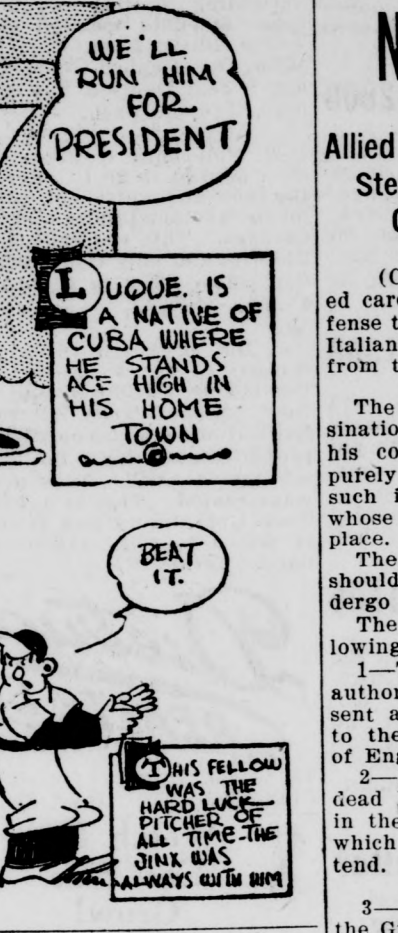 WE'LL
RUN HIM
FOR
PRESIDENT
LUQUE. IS
A NATIVE OF
CUBA WHERE
HE STANDS
ACE HIGH IN
HIS HOME
TOWN
BEAT
IT.
THIS FELLOW
WAS THE
HARD LUCK
PITCHER OF
ALL TIME-THE
JINX WAS
ALWAYS WITH HIM
N
Allied
Ste
C
(C
ed care
fense t
Italian
from t
The
sinatio
his co
purely
such i
whose
place.
The
should
dergo
The
lowing
1—T
author
sent a
to the
of Eng
2—
dead
in the
which
tend.
3—
the G